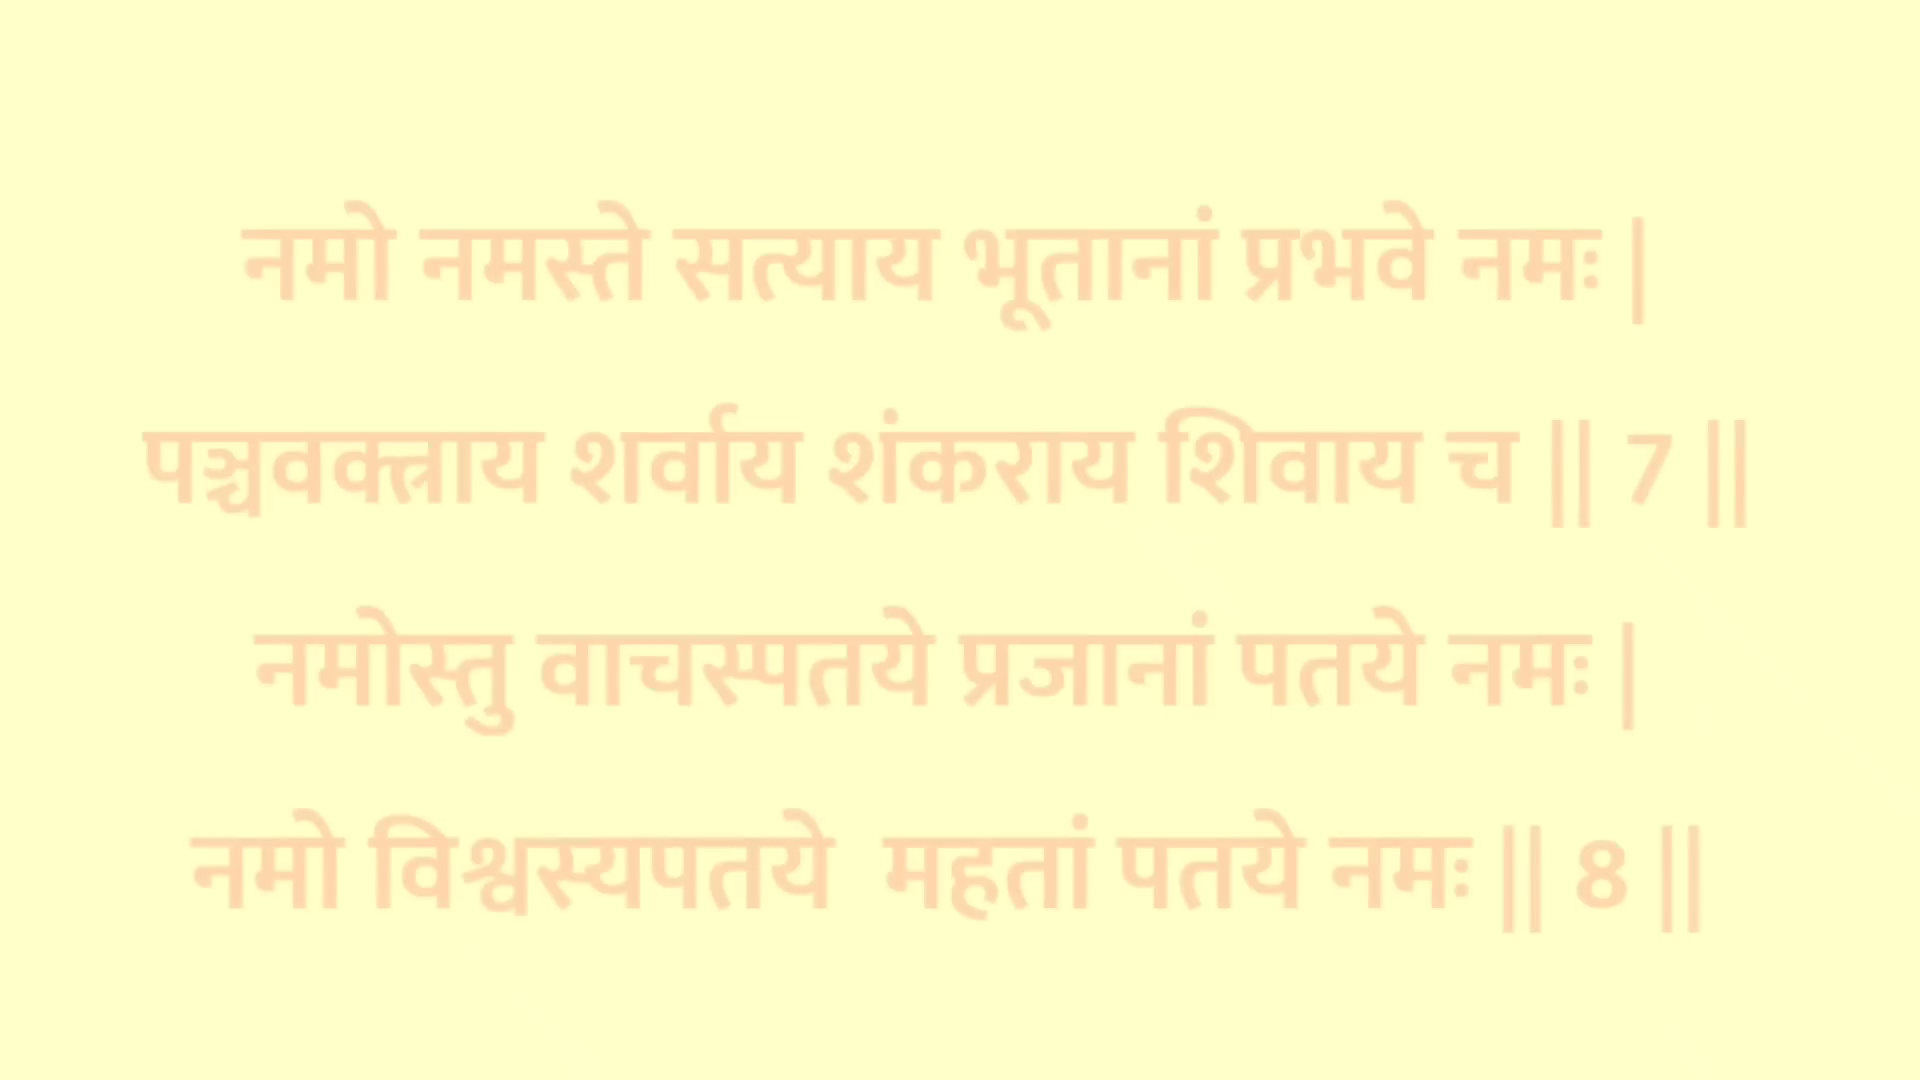 नमो नमस्ते सत्याय भूतानां प्रभवे नमः |
पञ्चवक्त्राय शर्वाय शंकराय शिवाय च || 7 ||
नमोस्तु वाचस्पतये प्रजानां पतये नमः |
नमो विश्वस्यपतये महतां पतये नमः || 8 ||